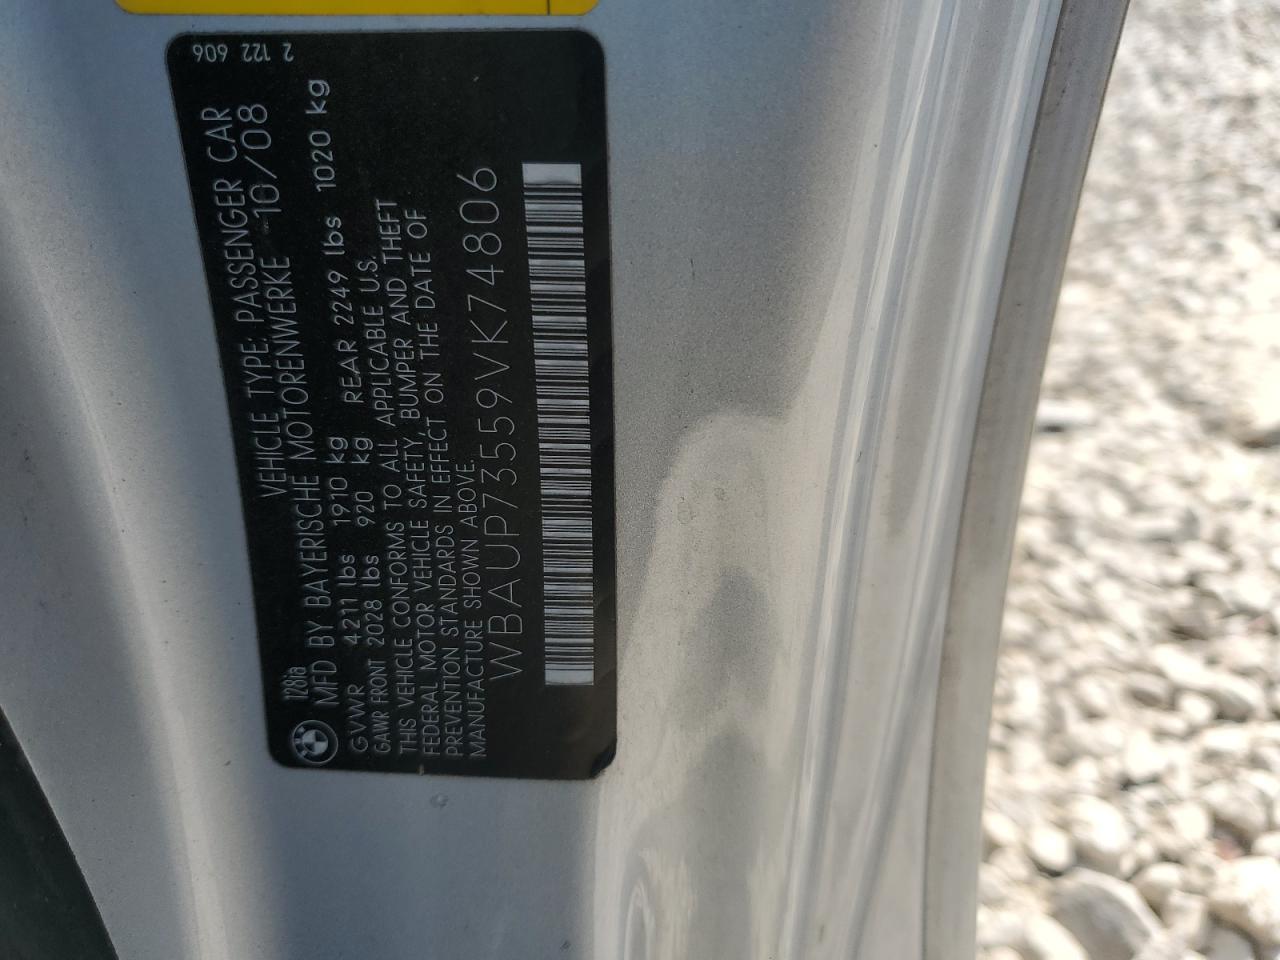 128ia
VEHICLE TYPE: PASSENGER CAR
MFD BY BAYERISCHE MOTORENWERKE 10/08
GVWR 4211 lbs 1910 kg
GAWR FRONT 2028 lbs 920 kg REAR 2249 lbs 1020 kg
THIS VEHICLE CONFORMS TO ALL APPLICABLE U.S.
FEDERAL MOTOR VEHICLE SAFETY, BUMPER AND THEFT
PREVENTION STANDARDS IN EFFECT ON THE DATE OF
MANUFACTURE SHOWN ABOVE.
WBAUP73559VK74806
2 122 606